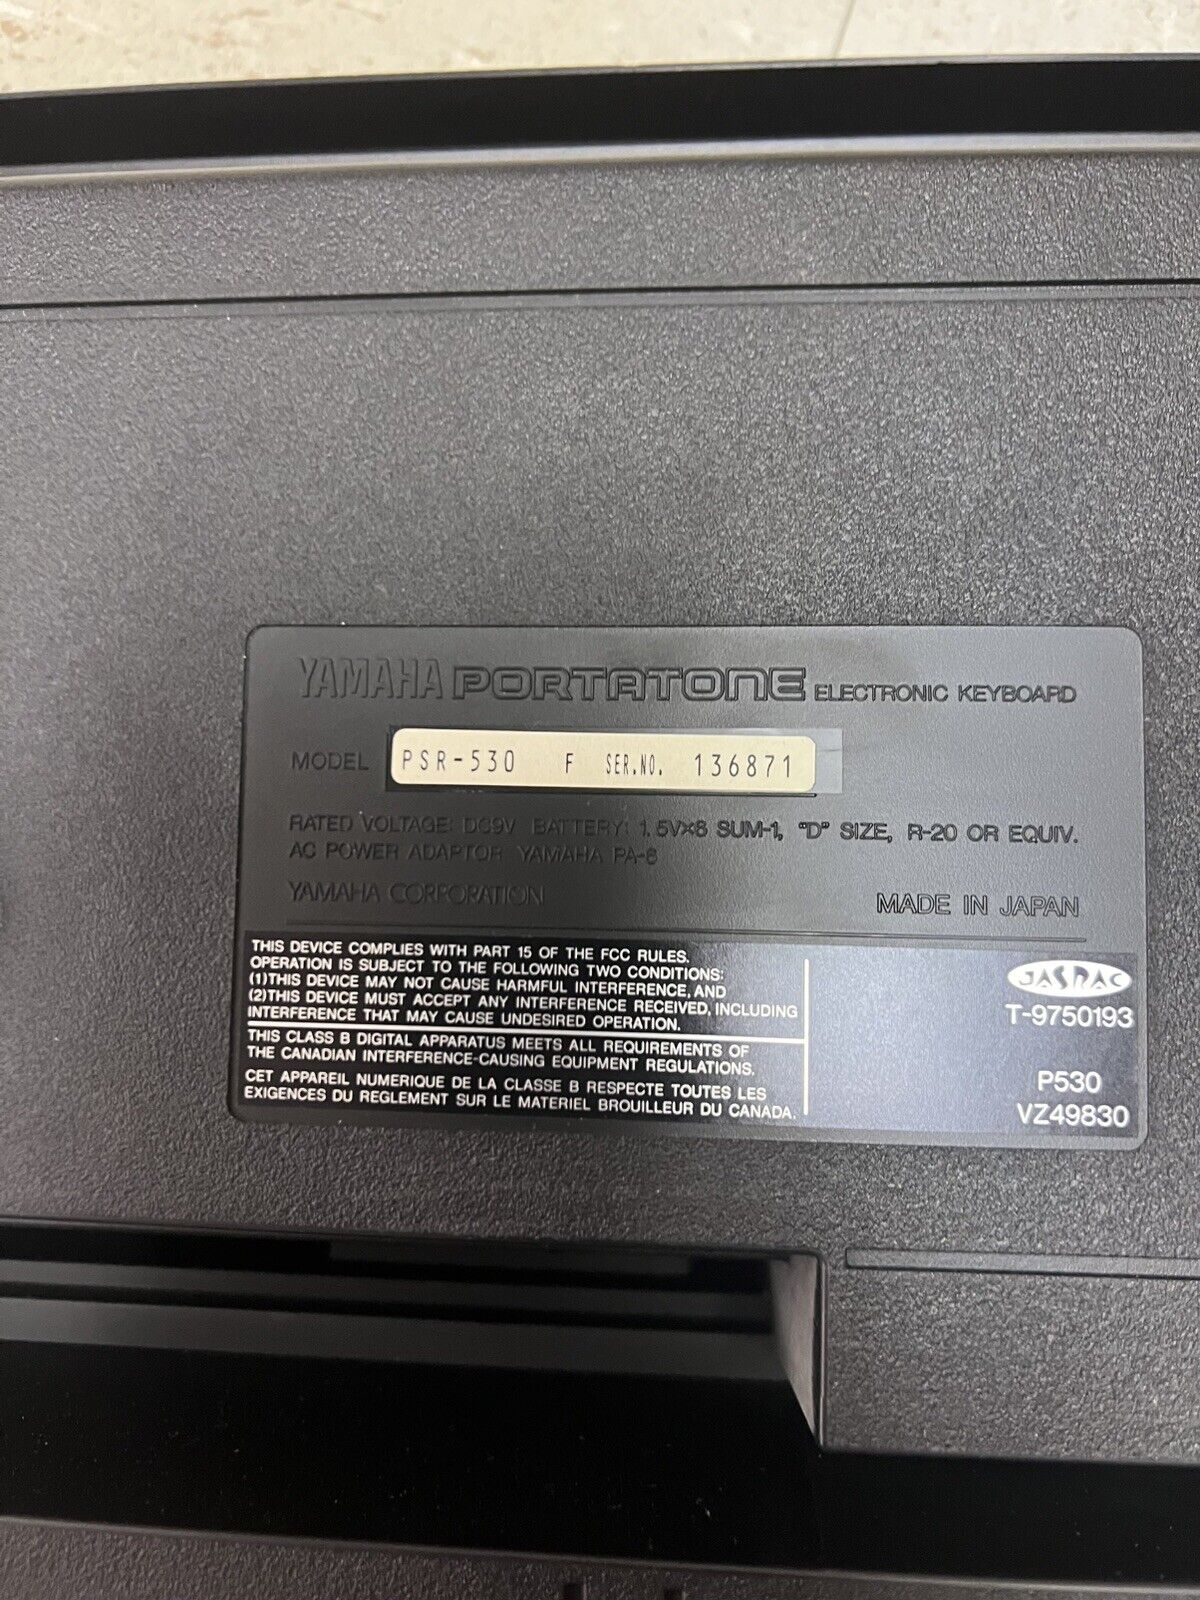 YAMAHA PORTATONE ELECTRONIC KEYBOARD
MODEL PSR-530 F SER.NO. 136871
RATED VOLTAGE: DC9V BATTERY: 1.5V×6 SUM-1, "D" SIZE, R-20 OR EQUIV.
AC POWER ADAPTOR YAMAHA PA-6
YAMAHA CORPORATION MADE IN JAPAN
THIS DEVICE COMPLIES WITH PART 15 OF THE FCC RULES.
OPERATION IS SUBJECT TO THE FOLLOWING TWO CONDITIONS:
(1)THIS DEVICE MAY NOT CAUSE HARMFUL INTERFERENCE, AND
(2)THIS DEVICE MUST ACCEPT ANY INTERFERENCE RECEIVED, INCLUDING
INTERFERENCE THAT MAY CAUSE UNDESIRED OPERATION.
THIS CLASS B DIGITAL APPARATUS MEETS ALL REQUIREMENTS OF
THE CANADIAN INTERFERENCE-CAUSING EQUIPMENT REGULATIONS.
CET APPAREIL NUMERIQUE DE LA CLASSE B RESPECTE TOUTES LES
EXIGENCES DU REGLEMENT SUR LE MATERIEL BROUILLEUR DU CANADA.
JASRAC
T-9750193
P530
VZ49830